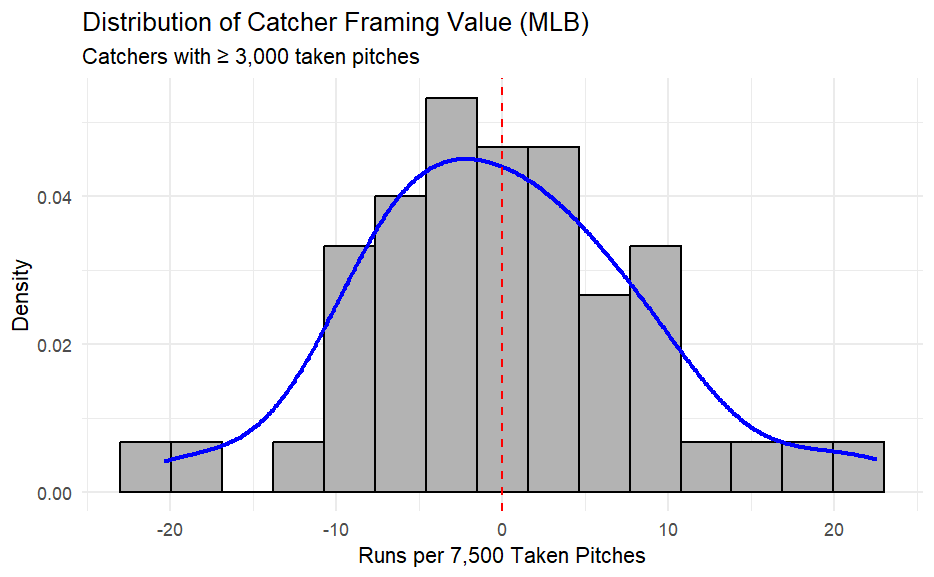 Distribution of Catcher Framing Value (MLB)
Catchers with ≥ 3,000 taken pitches
Density
0.04
0.02
0.00
-20 -10 0 10 20
Runs per 7,500 Taken Pitches